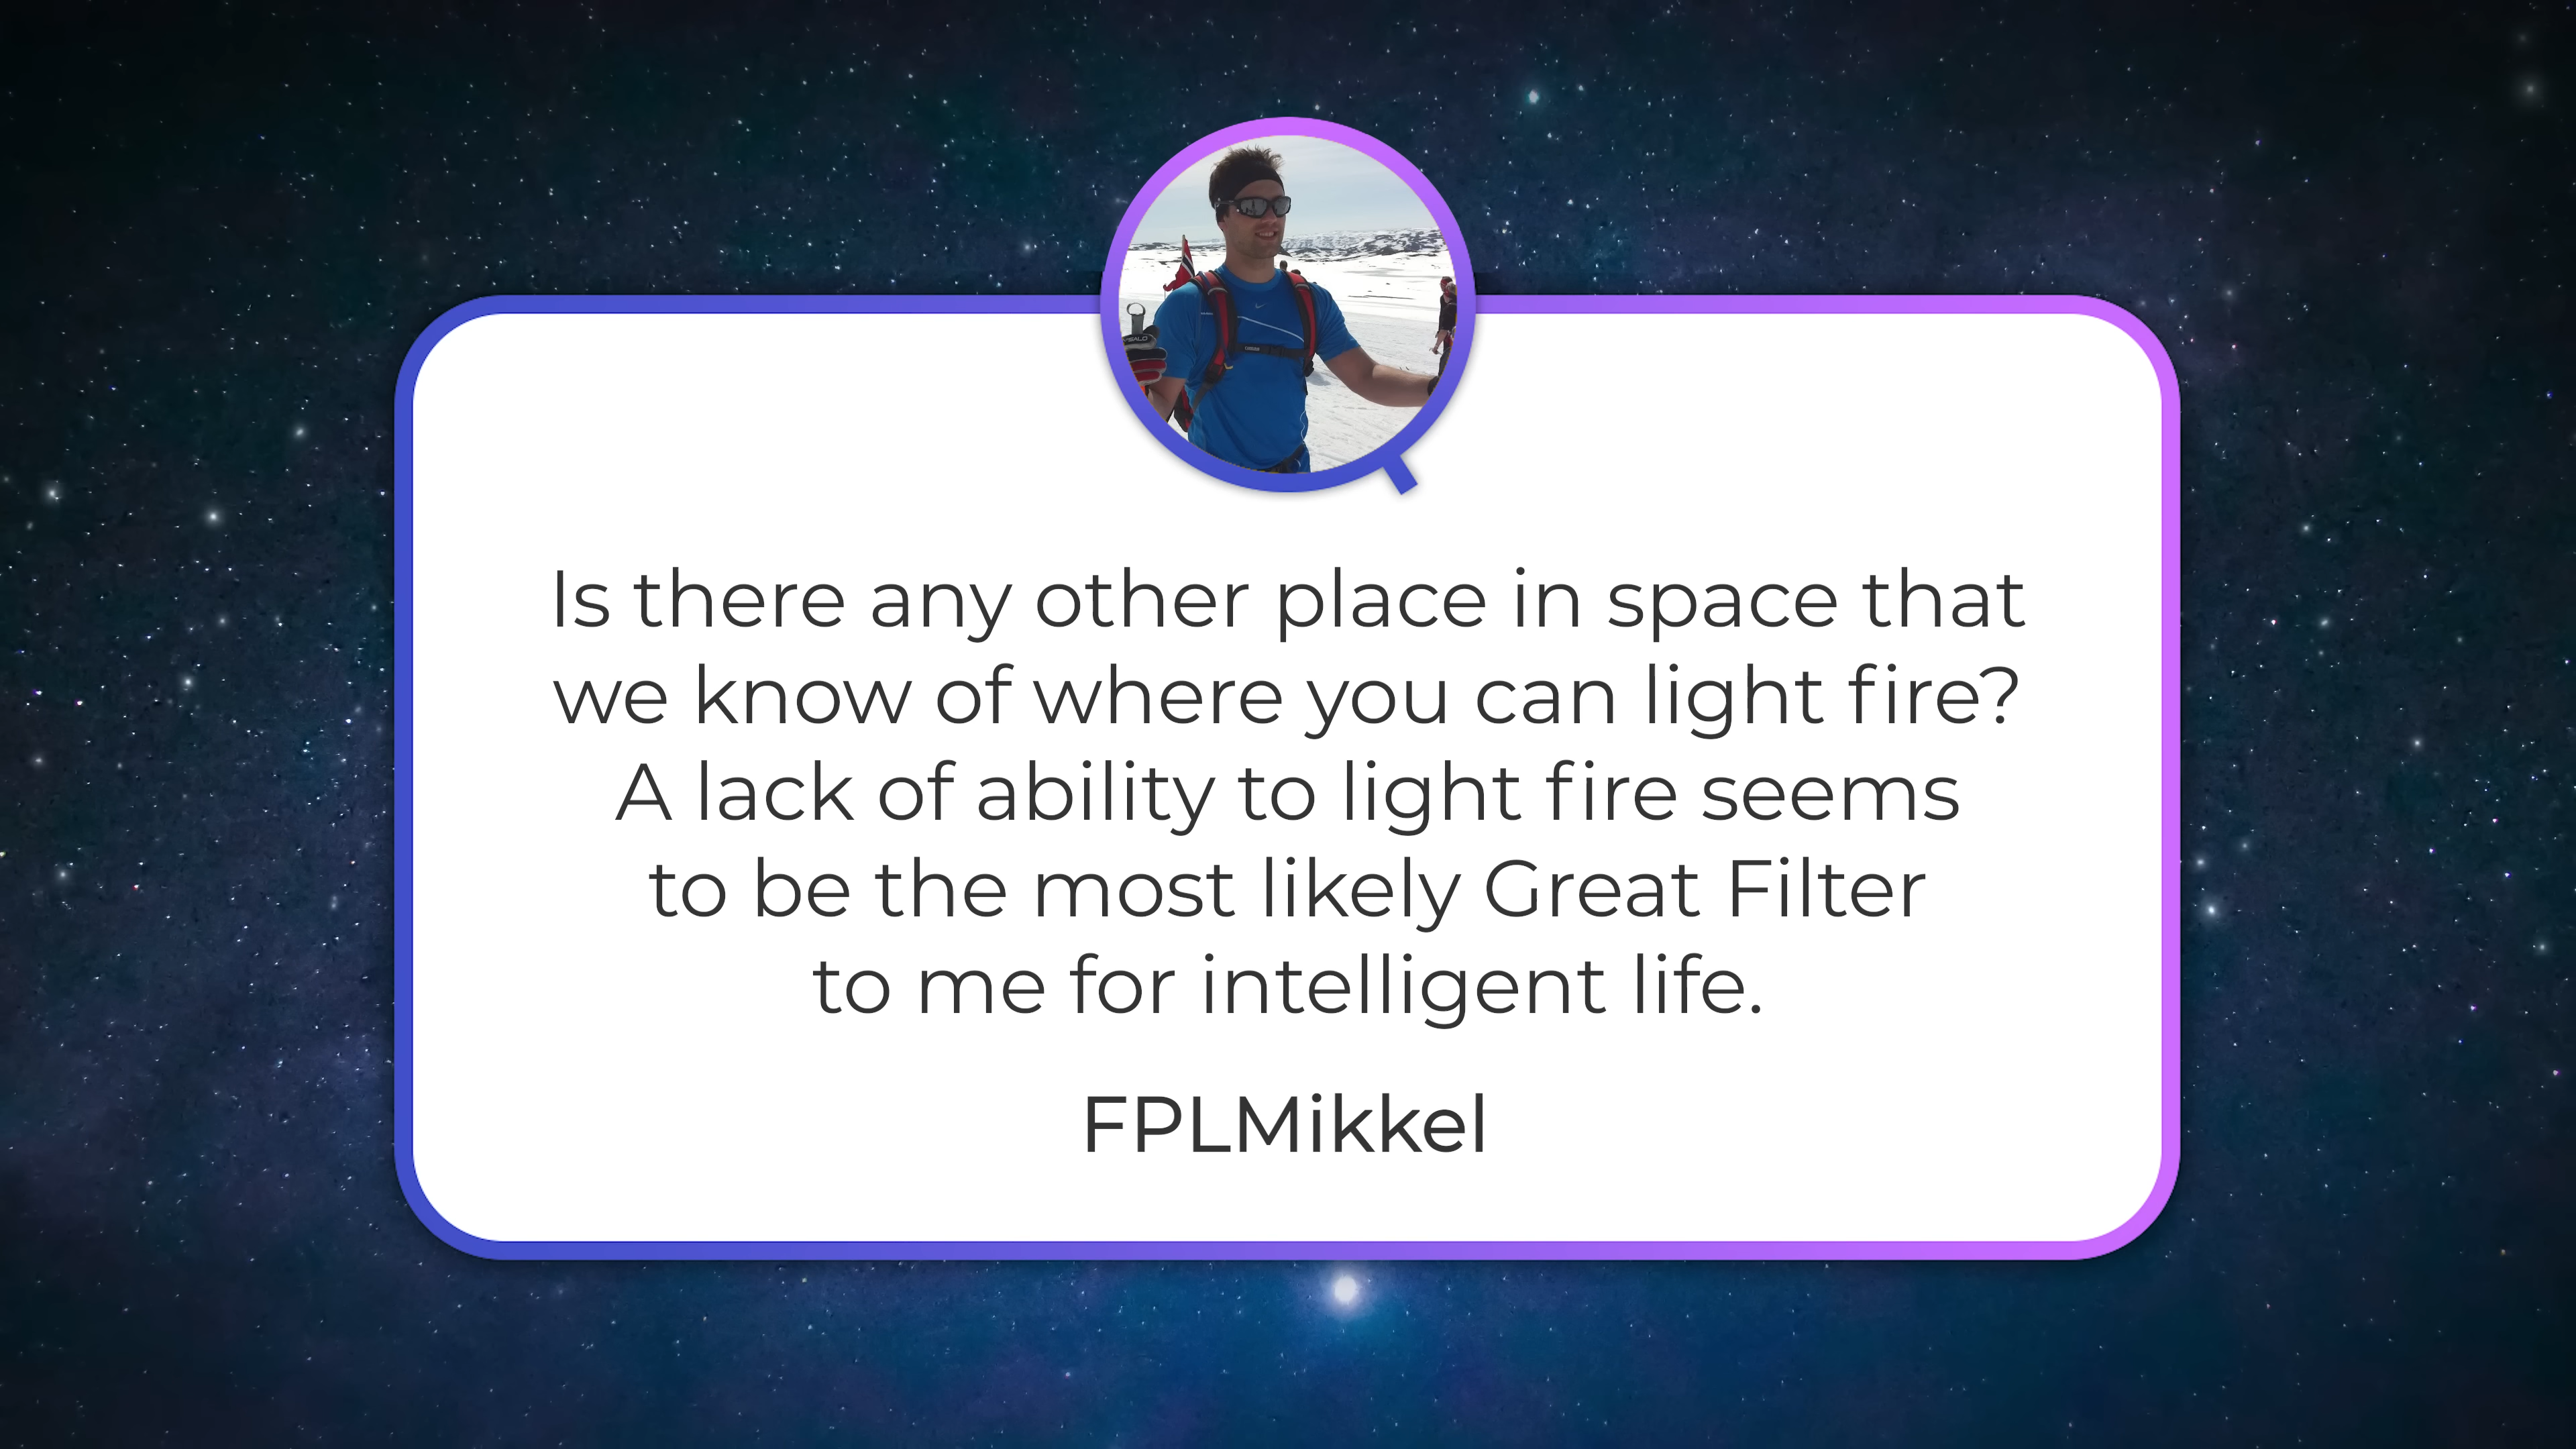 Is there any other place in space that
we know of where you can light fire?
A lack of ability to light fire seems
to be the most likely Great Filter
to me for intelligent life.
FPLMikkel